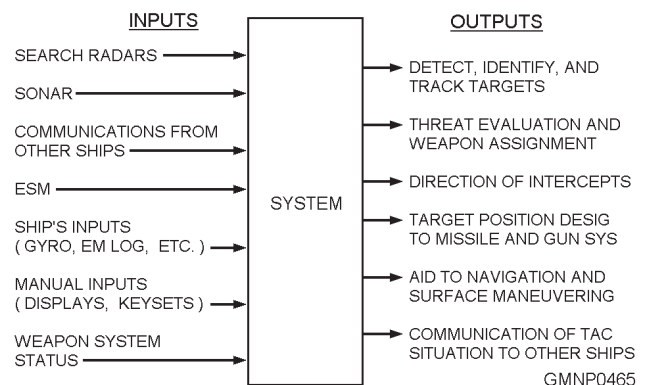 INPUTS
SEARCH RADARS
SONAR
COMMUNICATIONS FROM
OTHER SHIPS
ESM
SHIP'S INPUTS
( GYRO, EM LOG, ETC. )
MANUAL INPUTS
( DISPLAYS, KEYSETS )
WEAPON SYSTEM
STATUS
SYSTEM
OUTPUTS
DETECT, IDENTIFY, AND
TRACK TARGETS
THREAT EVALUATION AND
WEAPON ASSIGNMENT
DIRECTION OF INTERCEPTS
TARGET POSITION DESIG
TO MISSILE AND GUN SYS
AID TO NAVIGATION AND
SURFACE MANEUVERING
COMMUNICATION OF TAC
SITUATION TO OTHER SHIPS
GMNP0465